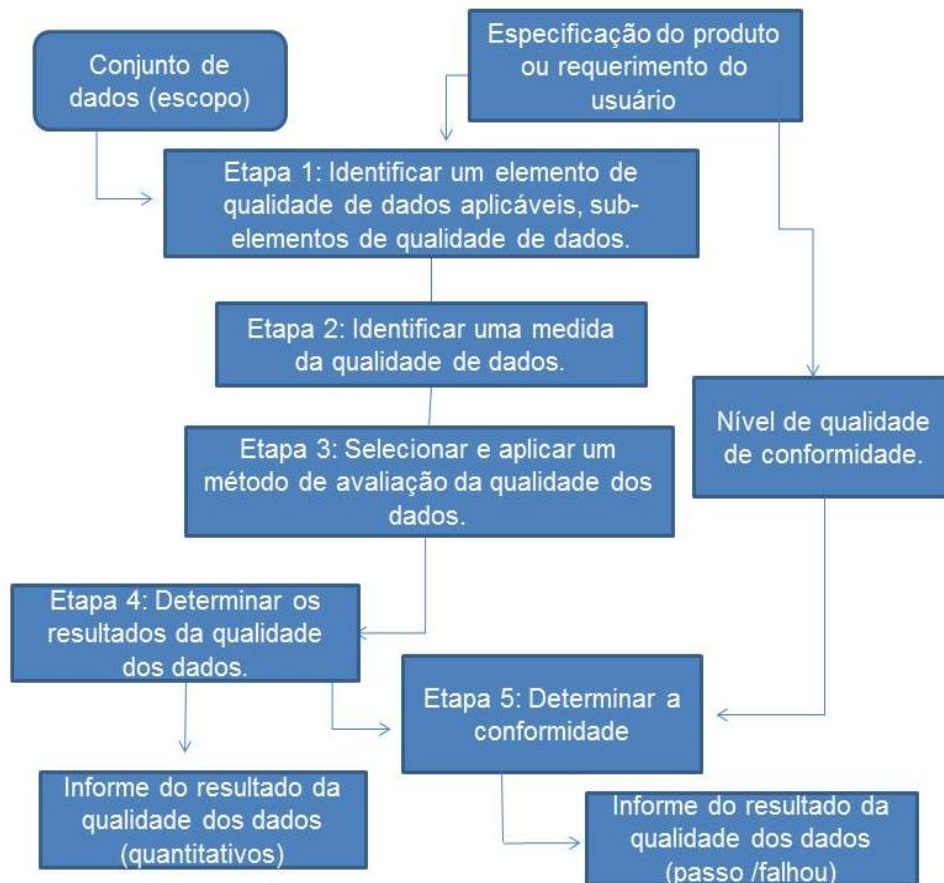 Conjunto de
dados (escopo)
Especificação do produto
ou requerimento do
usuário
Etapa 1: Identificar um elemento de
qualidade de dados aplicáveis, sub-
elementos de qualidade de dados.
Etapa 2: Identificar uma medida
da qualidade de dados.
Etapa 3: Selecionar e aplicar um
método de avaliação da qualidade dos
dados.
Nível de qualidade
de conformidade.
Etapa 4: Determinar os
resultados da qualidade
dos dados.
Etapa 5: Determinar a
conformidade
Informe do resultado da
qualidade dos dados
(quantitativos)
Informe do resultado da
qualidade dos dados
(passo /falhou)